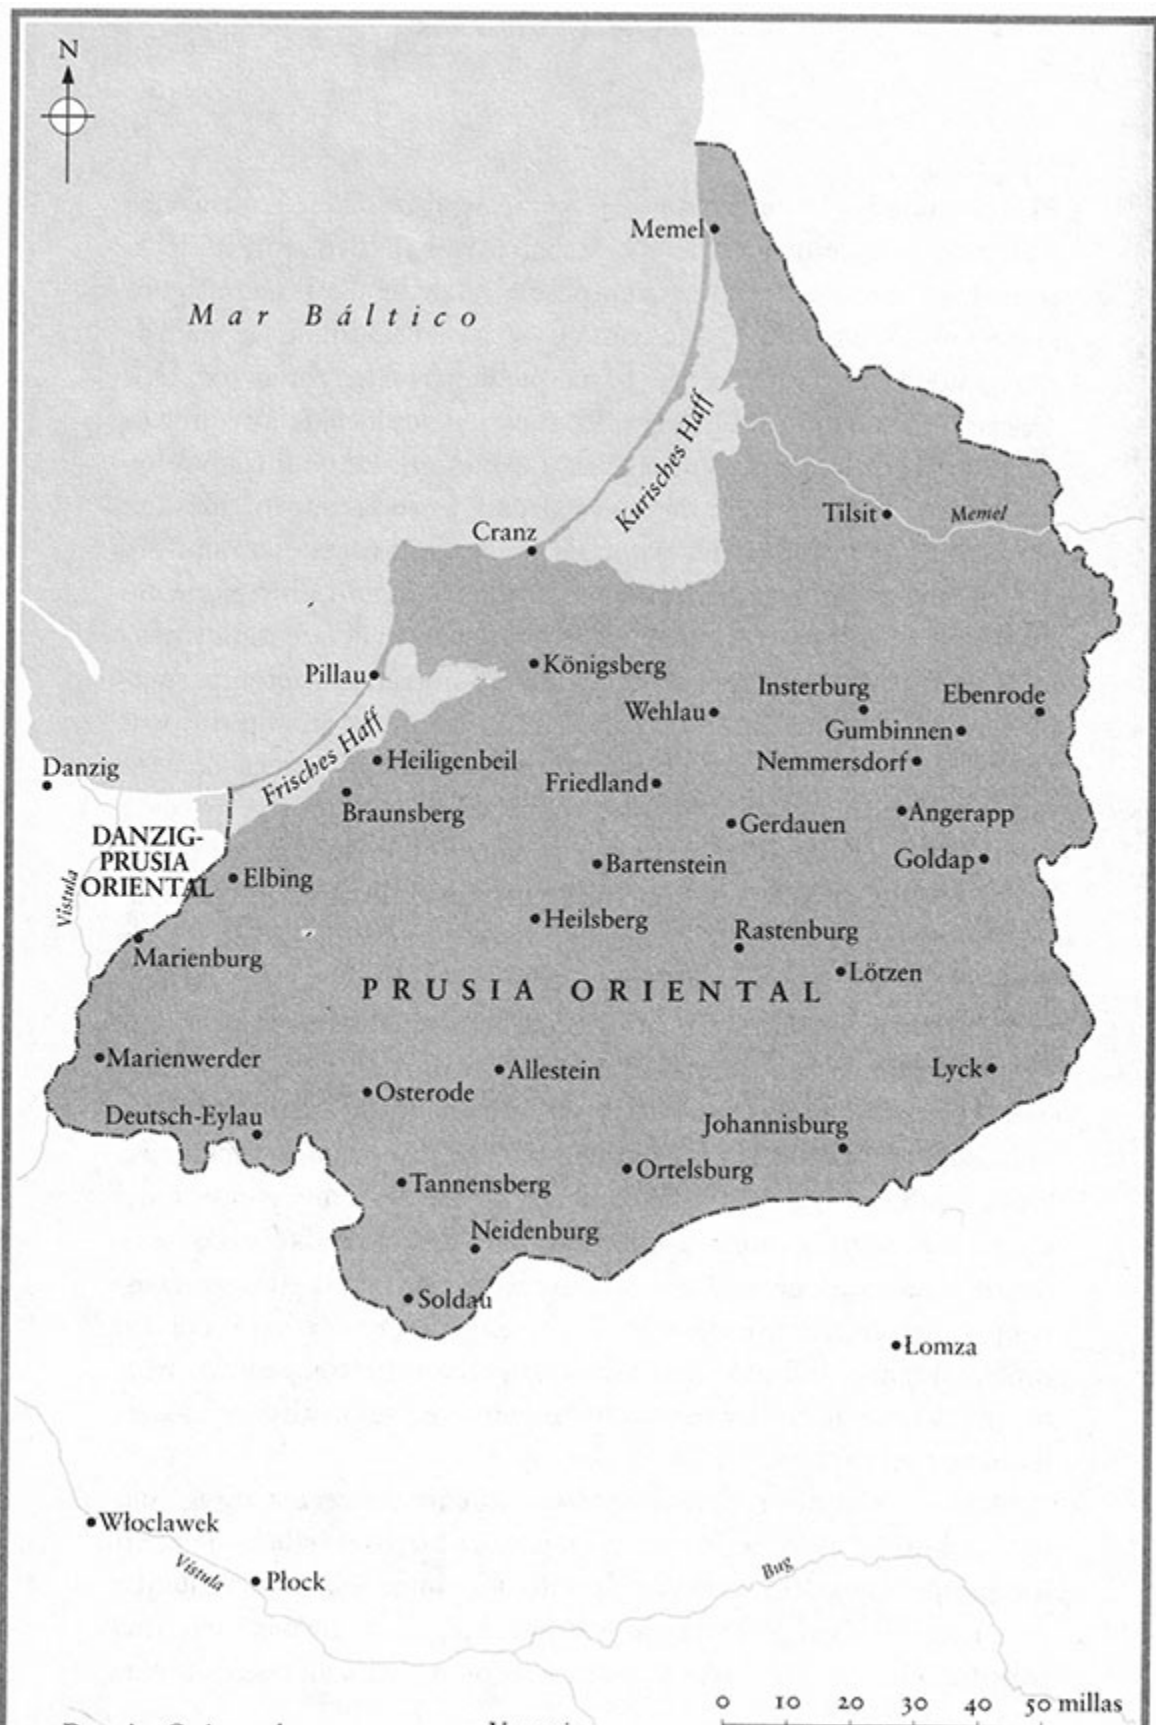 N
Memel
Mar Báltico
Kurisches Haff
Tilsit
Memel
Cranz
Pillau
Königsberg
Insterburg
Ebenrode
Wehlau
Gumbinnen
Frisches Haff
Heiligenbeil
Nemmersdorf
Danzig
Friedland
Braunsberg
Angerapp
Gerdauen
DANZIG-
PRUSIA
ORIENTAL
Vístula
Bartenstein
Goldap
Elbing
Heilsberg
Rastenburg
Marienburg
Lötzen
PRUSIA ORIENTAL
Marienwerder
Allestein
Lyck
Osterode
Deutsch-Eylau
Johannisburg
Ortelsburg
Tannensberg
Neidenburg
Soldau
Łomza
Włoclawek
Vístula
Płock
Bug
0 10 20 30 40 50 millas